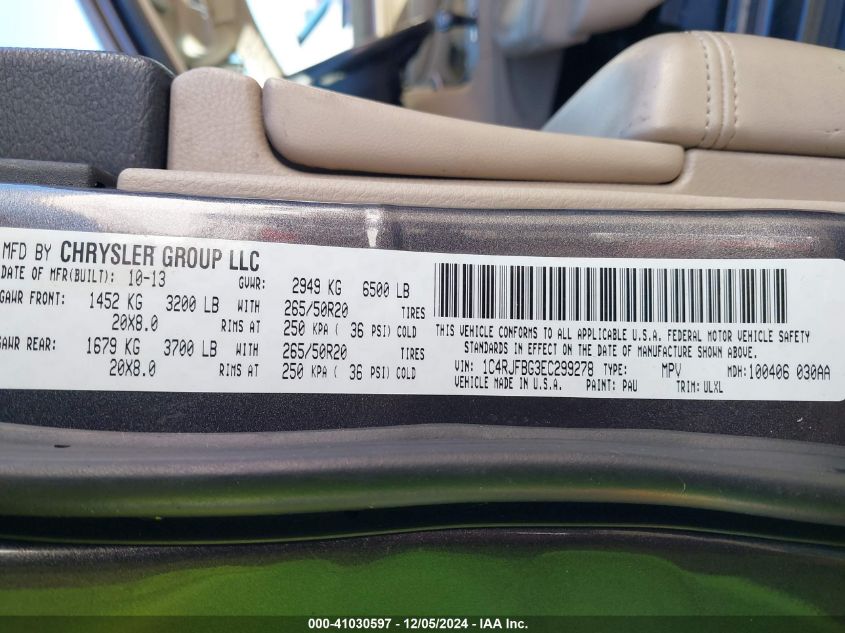 MFD BY CHRYSLER GROUP LLC
DATE OF MFR(BUILT): 10-13 GVWR: 2949 KG 6500 LB
GAWR FRONT: 1452 KG 3200 LB WITH 265/50R20 TIRES
20X8.0 RIMS AT 250 KPA ( 36 PSI) COLD
GAWR REAR: 1679 KG 3700 LB WITH 265/50R20 TIRES
20X8.0 RIMS AT 250 KPA ( 36 PSI) COLD
THIS VEHICLE CONFORMS TO ALL APPLICABLE U.S.A. FEDERAL MOTOR VEHICLE SAFETY
STANDARDS IN EFFECT ON THE DATE OF MANUFACTURE SHOWN ABOVE.
VIN: 1C4RJFBG3EC299278 TYPE: MPV MDH: 100406 030AA
VEHICLE MADE IN U.S.A. PAINT: PAU TRIM: ULXL
000-41030597 - 12/05/2024 - IAA Inc.